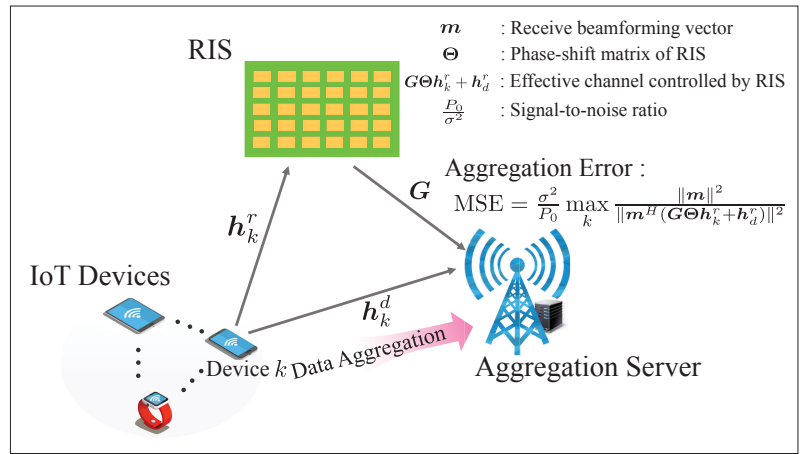 RIS
m : Receive beamforming vector
Θ : Phase-shift matrix of RIS
GΘh_k^r + h_d^r : Effective channel controlled by RIS
P_0/σ^2 : Signal-to-noise ratio
Aggregation Error :
MSE = σ^2/P_0 max_k ‖m‖^2/‖m^H(GΘh_k^r+h_d^r)‖^2
G
h_k^r
IoT Devices
h_k^d
Device k Data Aggregation
Aggregation Server